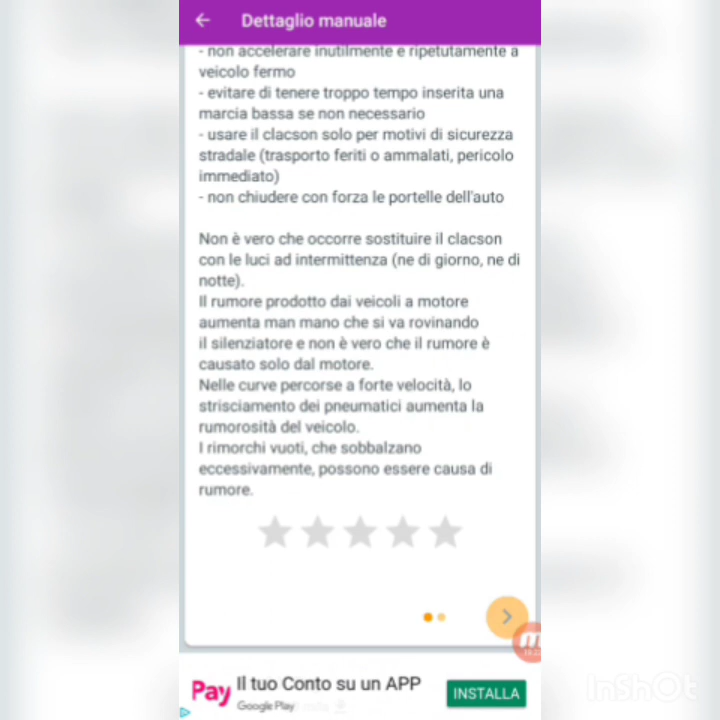 Dettaglio manuale
- non accelerare inutilmente e ripetutamente a
veicolo fermo
- evitare di tenere troppo tempo inserita una
marcia bassa se non necessario
- usare il clacson solo per motivi di sicurezza
stradale (trasporto feriti o ammalati, pericolo
immediato)
- non chiudere con forza le portelle dell'auto
Non è vero che occorre sostituire il clacson
con le luci ad intermittenza (ne di giorno, ne di
notte).
Il rumore prodotto dai veicoli a motore
aumenta man mano che si va rovinando
il silenziatore e non è vero che il rumore è
causato solo dal motore.
Nelle curve percorse a forte velocità, lo
strisciamento dei pneumatici aumenta la
rumorosità del veicolo.
I rimorchi vuoti, che sobbalzano
eccessivamente, possono essere causa di
rumore.
Pay
Il tuo Conto su un APP
Google Play
INSTALLA
InShOt